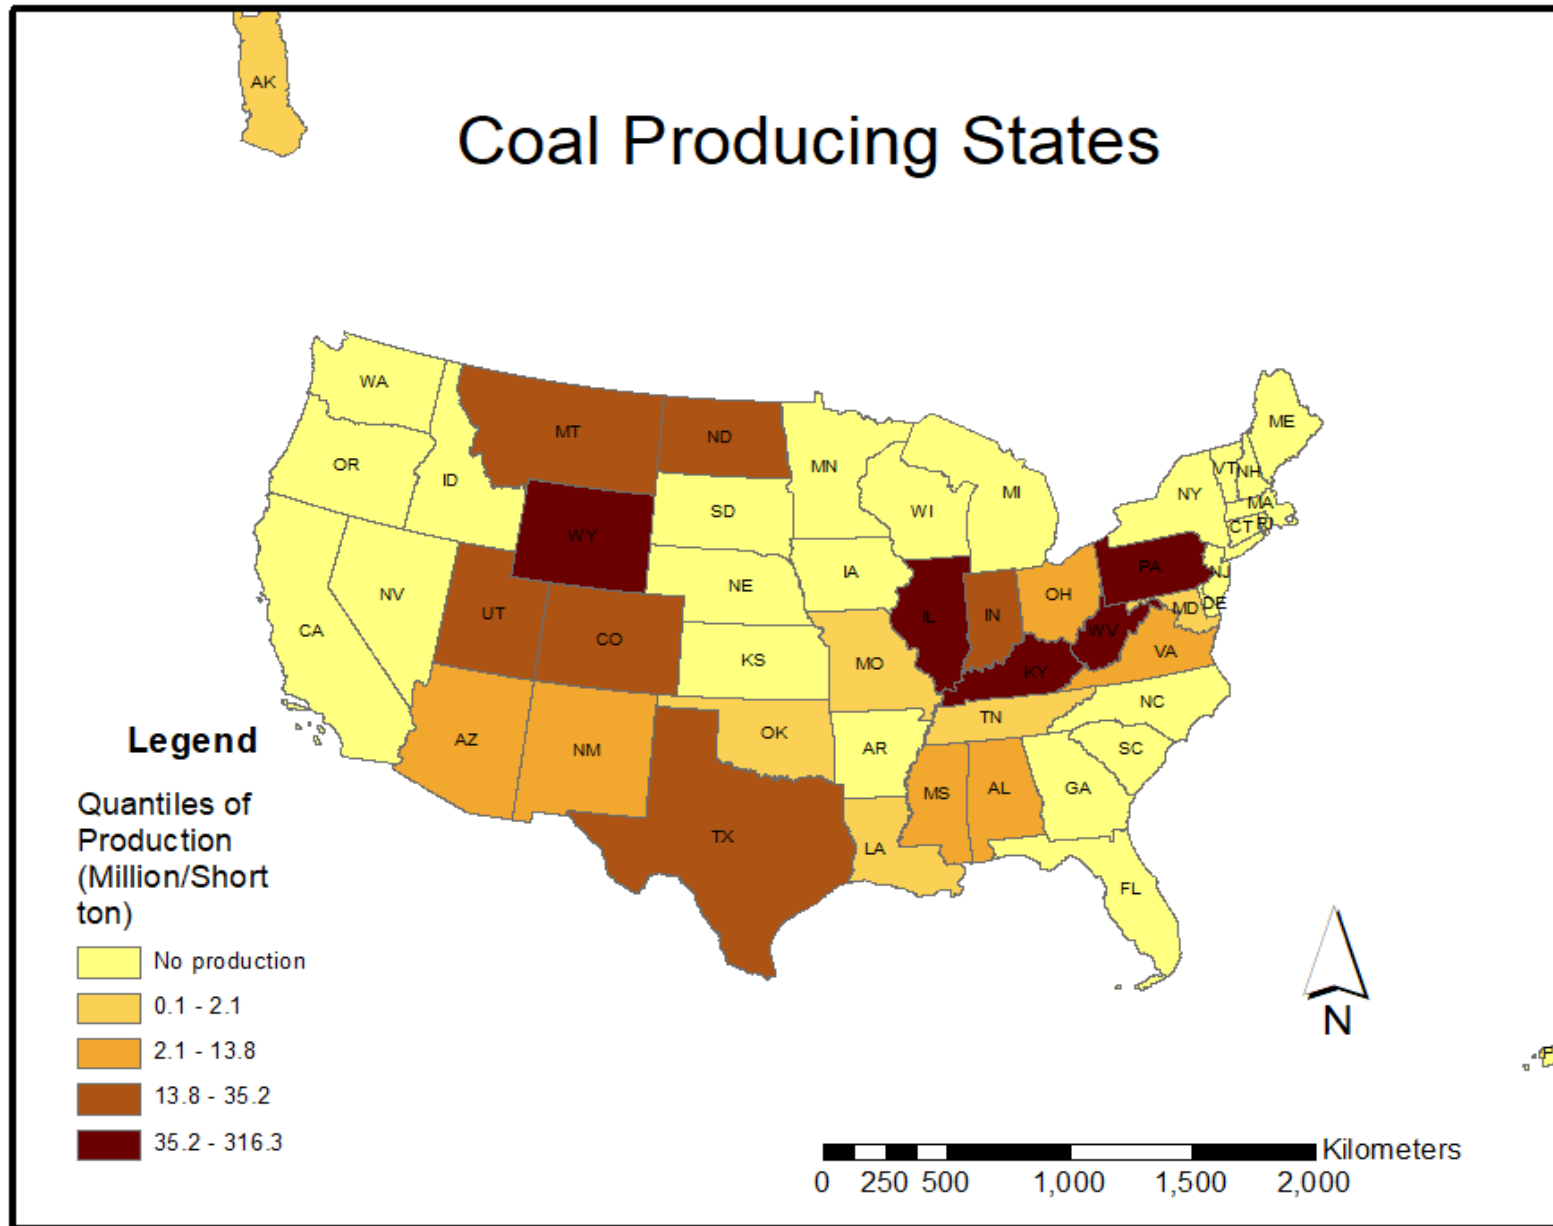 AK
Coal Producing States
WA
MT
ND
MN
ME
OR
ID
SD
WI
MI
NY
VT
NH
MA
CT
RI
WY
NE
IA
PA
NJ
NV
UT
CO
IL
IN
OH
MD
DE
CA
KS
MO
WV
VA
KY
NC
AZ
NM
OK
AR
TN
SC
TX
MS
AL
GA
LA
FL
Legend
Quantiles of
Production
(Million/Short
ton)
No production
0.1 - 2.1
2.1 - 13.8
13.8 - 35.2
35.2 - 316.3
N
Kilometers
0 250 500 1,000 1,500 2,000